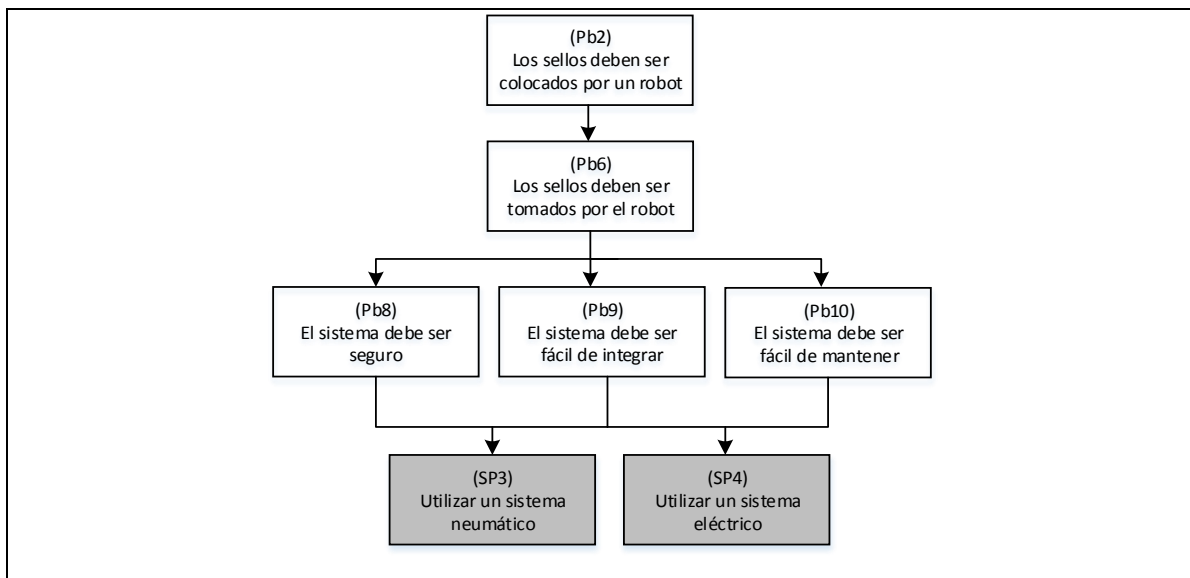 (Pb2)
Los sellos deben ser
colocados por un robot
(Pb6)
Los sellos deben ser
tomados por el robot
(Pb8)
El sistema debe ser
seguro
(Pb9)
El sistema debe ser
fácil de integrar
(Pb10)
El sistema debe ser
fácil de mantener
(SP3)
Utilizar un sistema
neumático
(SP4)
Utilizar un sistema
eléctrico